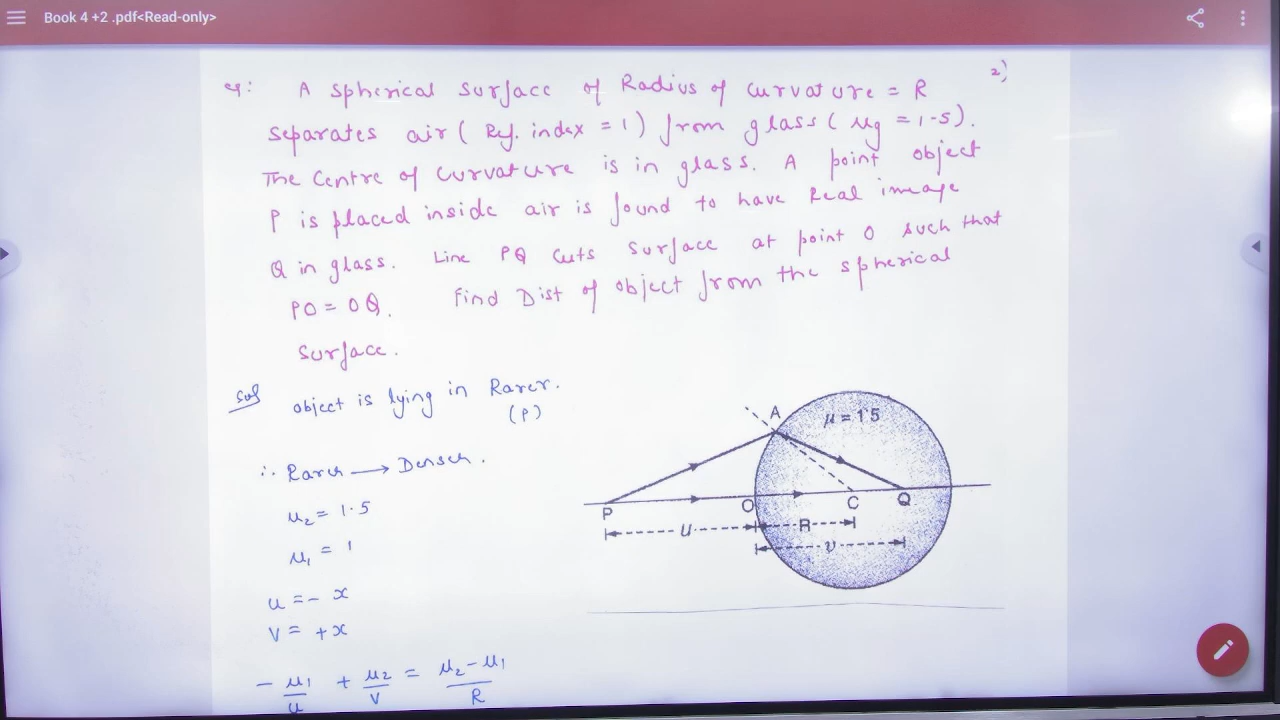 Book 4 +2 .pdf<Read-only>
2)
Q: A spherical surface of Radius of curvature = R
separates air ( Ref. index = 1 ) from glass ( μg = 1.5 ).
The Centre of curvature is in glass. A point object
P is placed inside air is found to have Real image
Q in glass. Line PQ cuts surface at point O such that
PO = OQ. Find Dist of object from the spherical
surface.
Sol object is lying in Rarer.
(P)
∴ Rarer → Denser.
μ2 = 1.5
μ1 = 1
u = - x
v = + x
- μ1/u + μ2/v = μ2 - μ1/R
A
μ = 1.5
P
O
C
Q
u
R
v